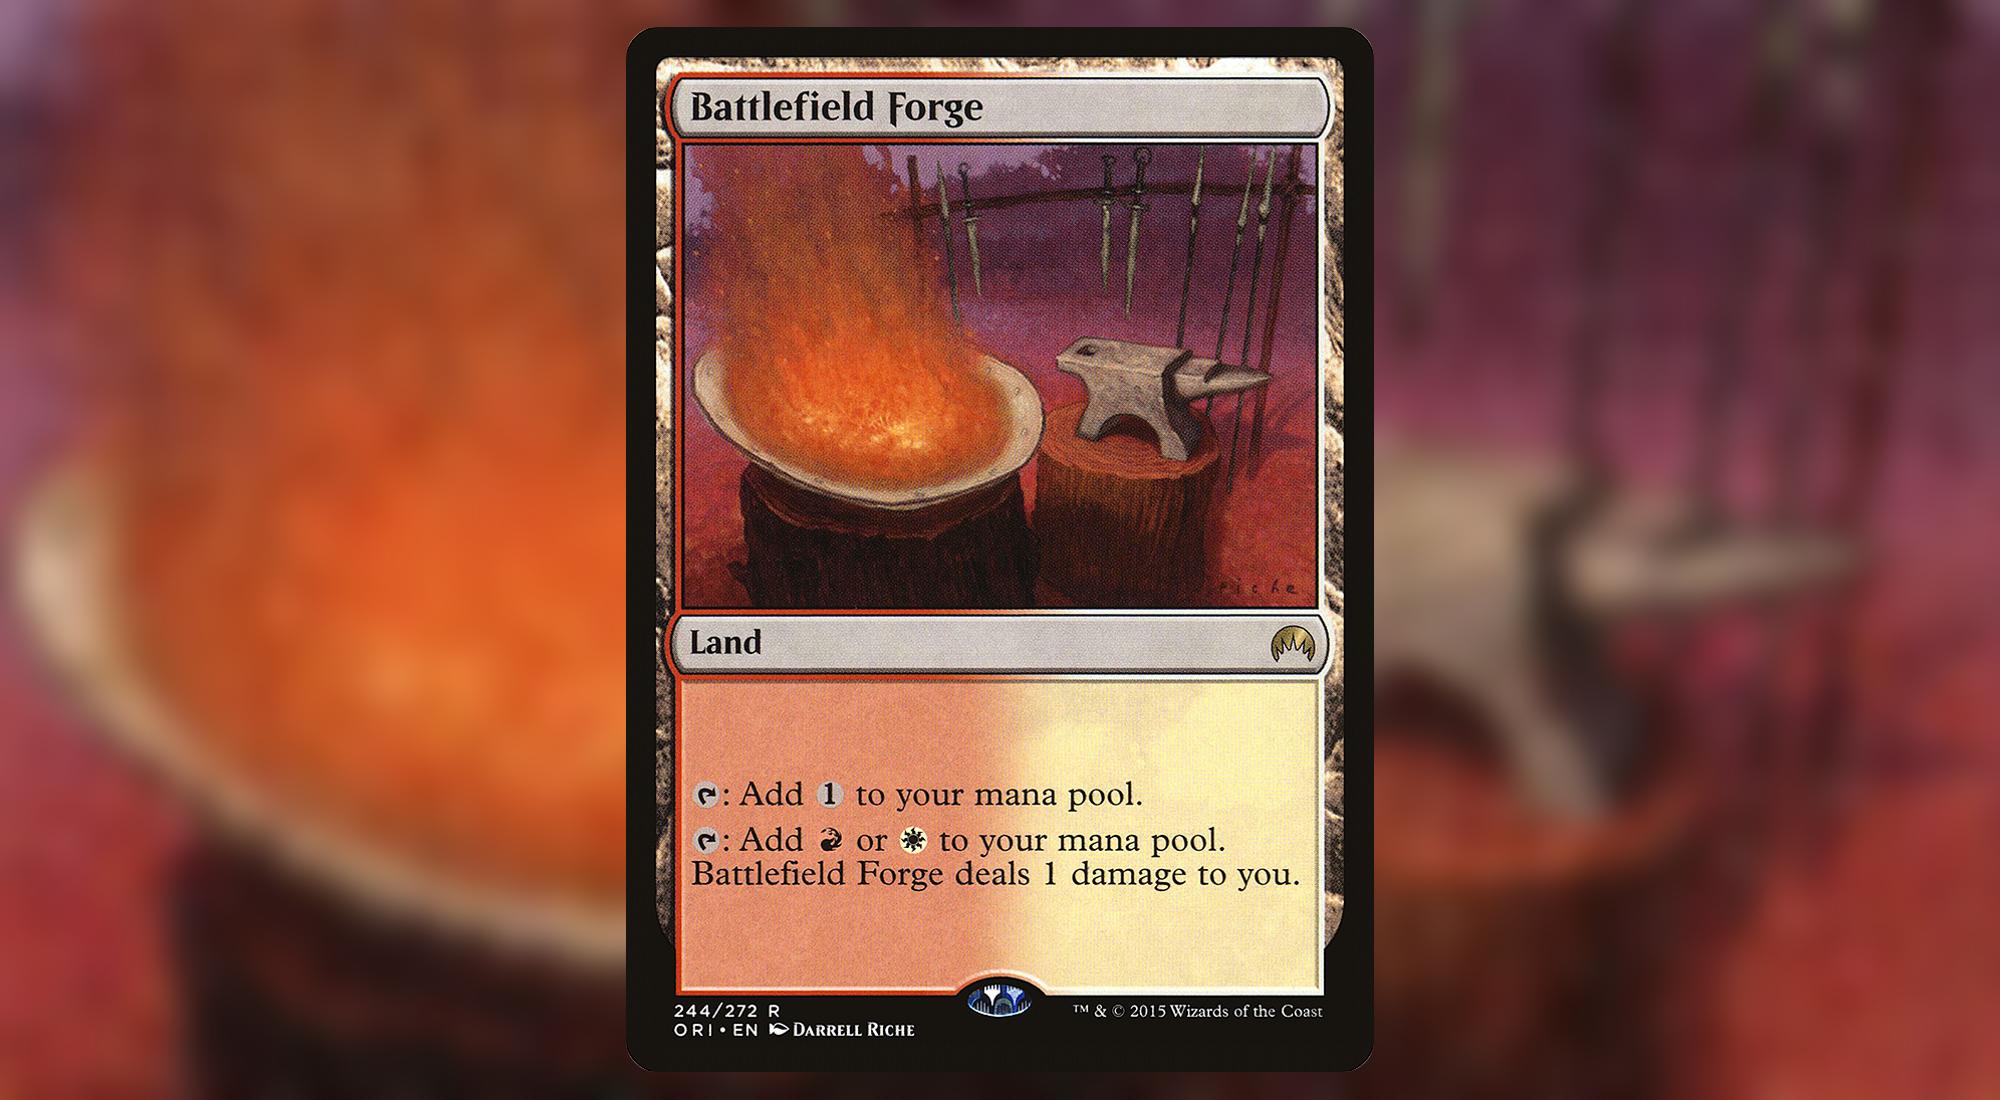 Battlefield Forge
riche
Land
: Add 1 to your mana pool.
: Add or to your mana pool.
Battlefield Forge deals 1 damage to you.
244/272 R
ORI • EN DARRELL RICHE
™ & © 2015 Wizards of the Coast